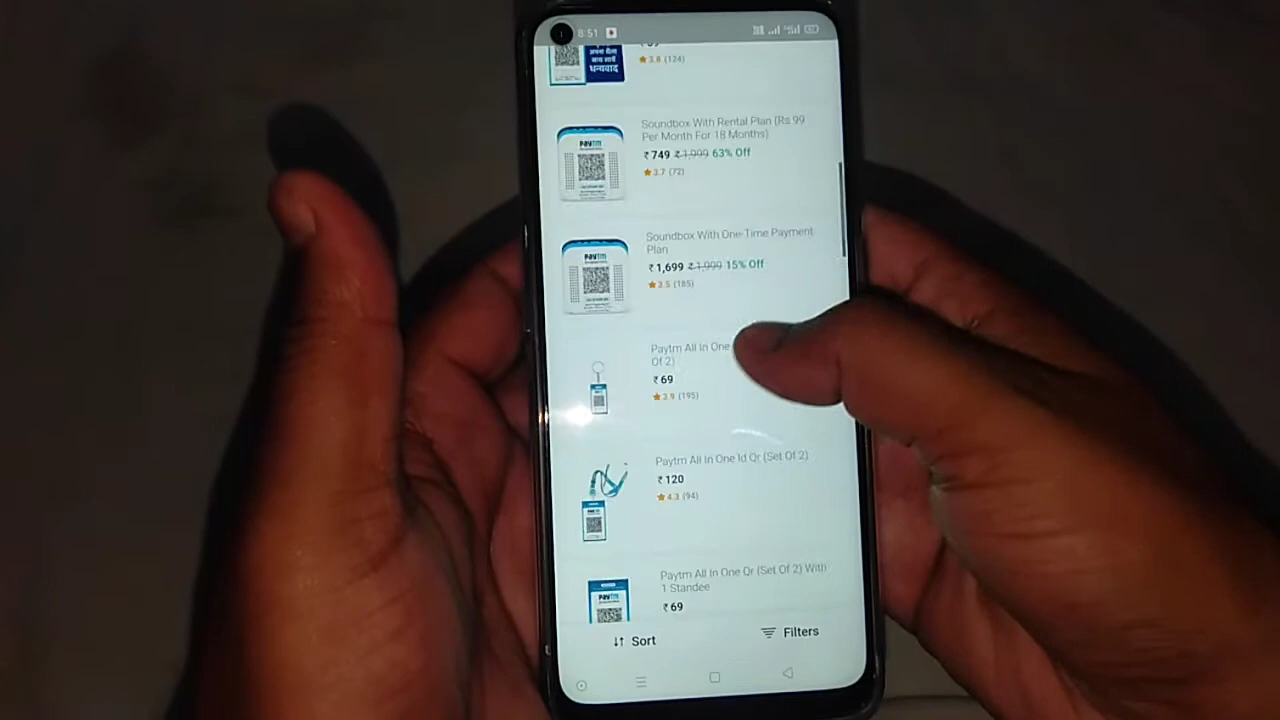 8:51
अपना थैला
साथ लायें
धन्यवाद
3.8 (124)
Soundbox With Rental Plan (Rs 99
Per Month For 18 Months)
₹749 ₹1,999 63% Off
3.7 (72)
Paytm
Soundbox With One-Time Payment
Plan
₹1,699 ₹1,999 15% Off
3.5 (185)
Paytm
Paytm All In One
Of 2)
₹69
3.9 (195)
Paytm All In One Id Qr (Set Of 2)
₹120
4.3 (94)
Paytm All In One Qr (Set Of 2) With
1 Standee
₹69
Paytm
Sort
Filters